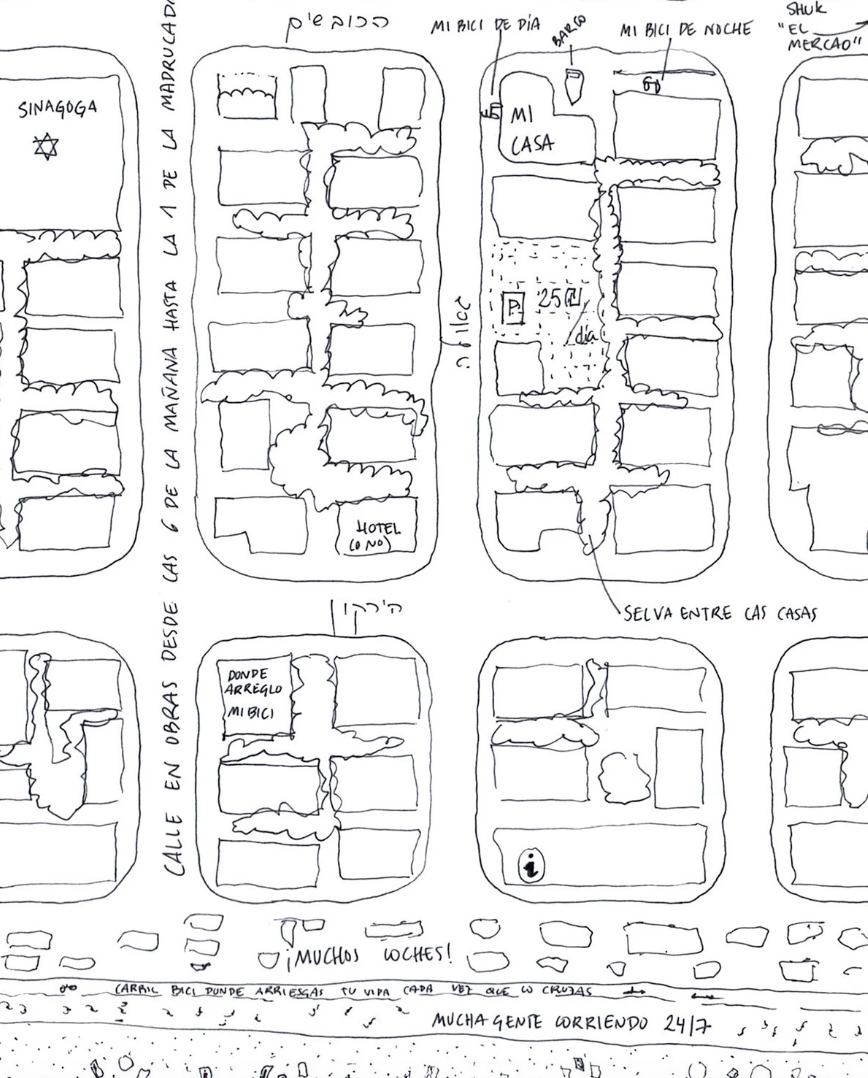 SHUK
"EL
MERCAO"
הכובשים
MI BICI DE DÍA
BARCO
MI BICI DE NOCHE
SINAGOGA
MI
CASA
CALLE EN OBRAS DESDE LAS 6 DE LA MAÑANA HASTA LA 1 DE LA MADRUGADA
גאולה
P
25₪/
día
HOTEL
(O NO)
הירקון
SELVA ENTRE LAS CASAS
DONDE
ARREGLO
MI BICI
i
¡MUCHOS COCHES!
CARRIL BICI DONDE ARRIESGAS TU VIDA CADA VEZ QUE LO CRUZAS
MUCHA GENTE CORRIENDO 24/7